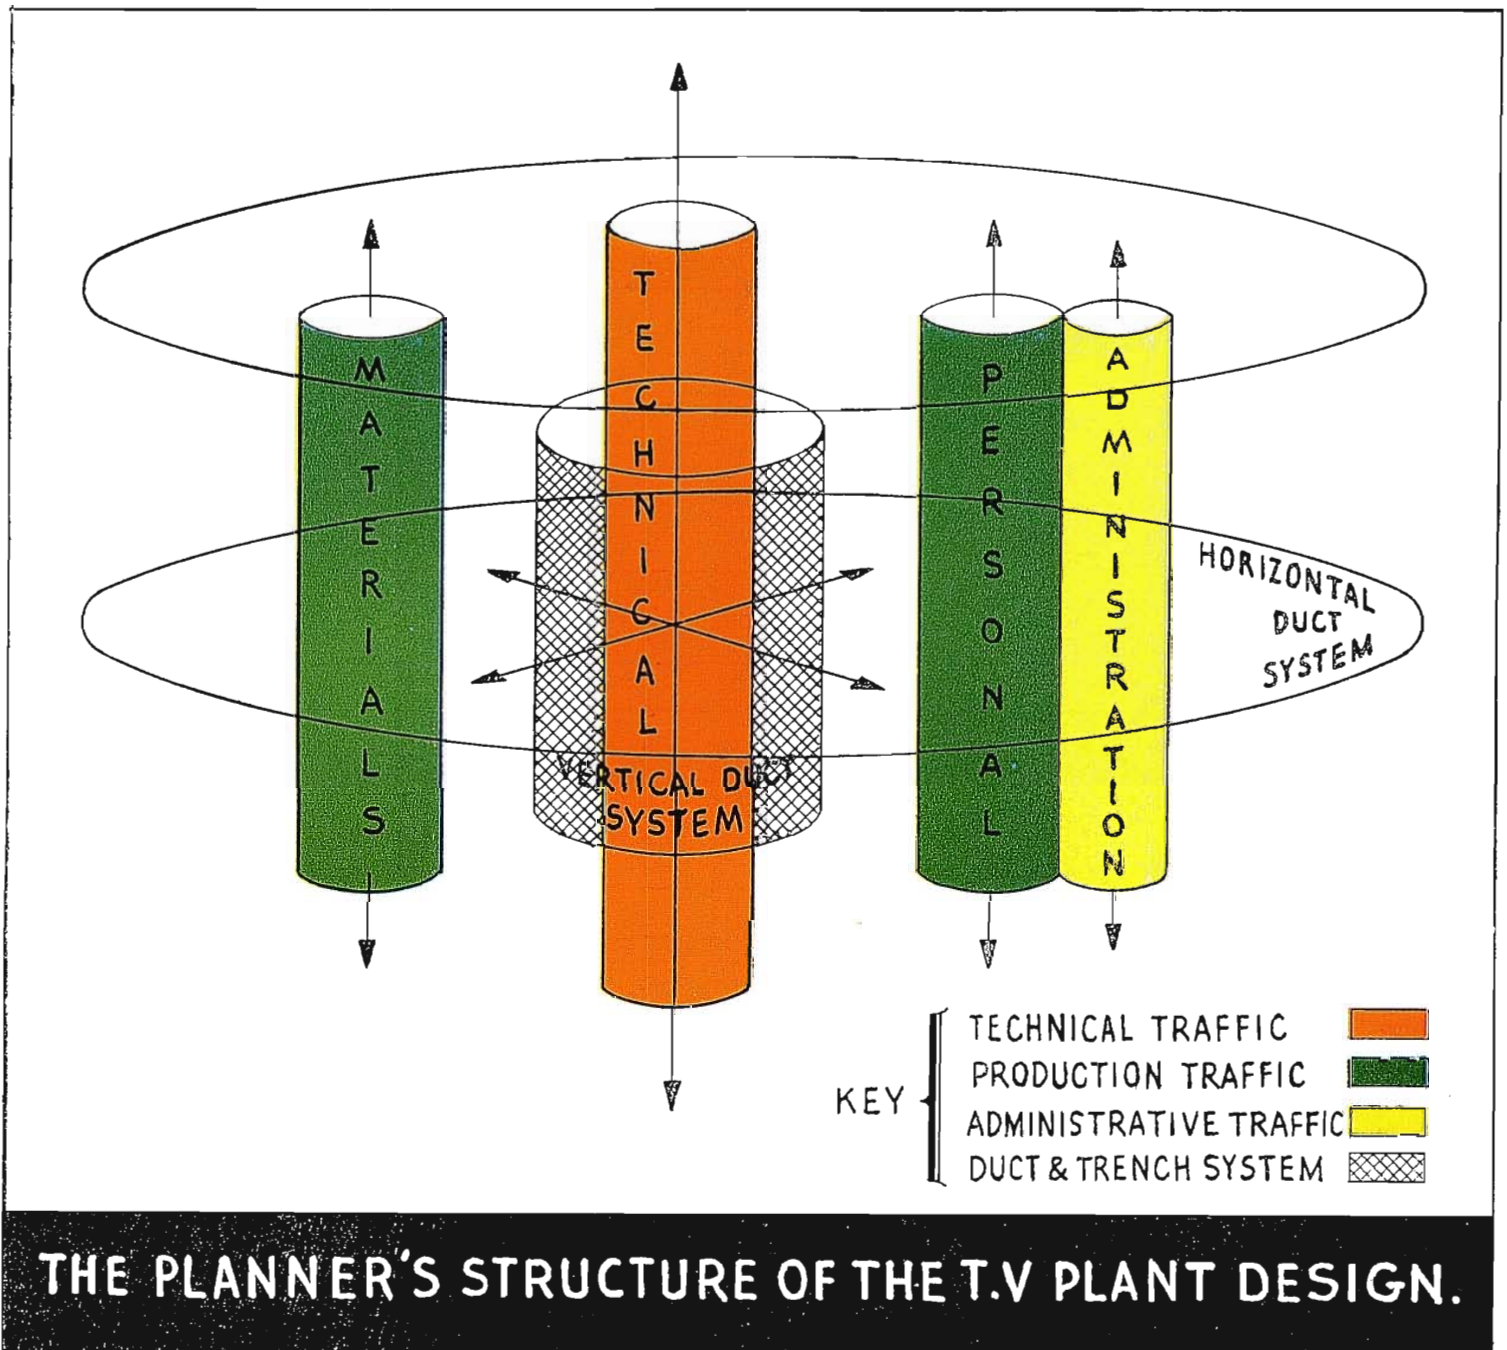 MATERIALS
TECHNICAL
PERSONAL
ADMINISTRATION
HORIZONTAL
DUCT
SYSTEM
VERTICAL DUCT
SYSTEM
KEY
TECHNICAL TRAFFIC
PRODUCTION TRAFFIC
ADMINISTRATIVE TRAFFIC
DUCT & TRENCH SYSTEM
THE PLANNER'S STRUCTURE OF THE T.V PLANT DESIGN.